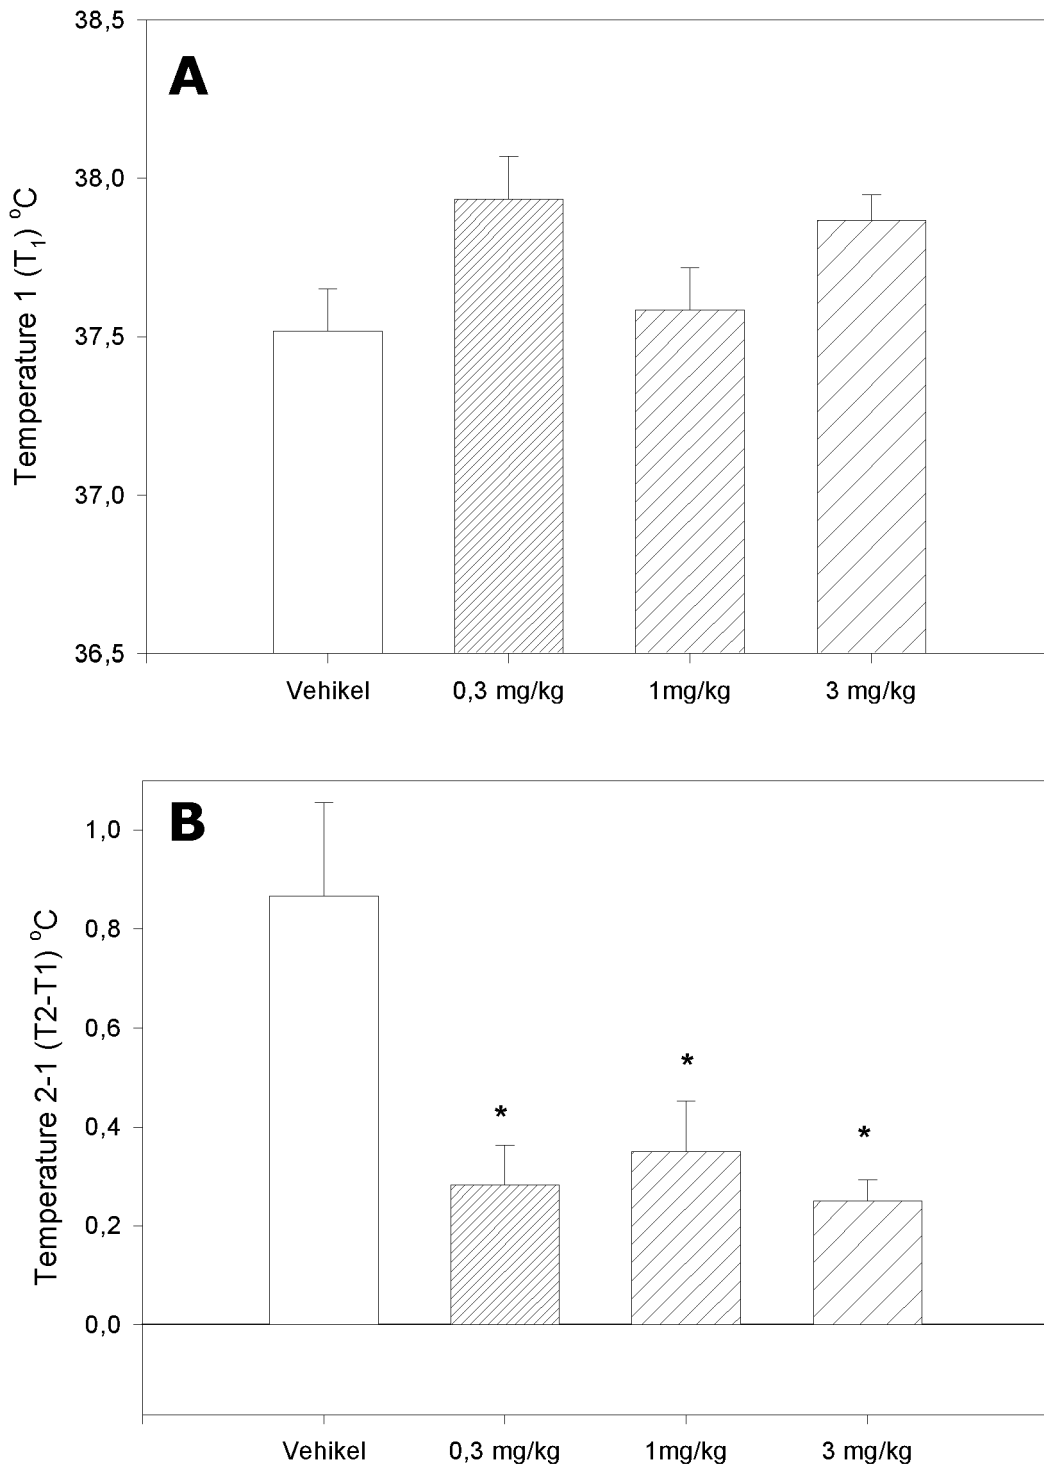 A
Temperature 1 (T1) ºC
38,5
38,0
37,5
37,0
36,5
Vehikel 0,3 mg/kg 1mg/kg 3 mg/kg
B
Temperature 2-1 (T2-T1) ºC
1,0
0,8
*
*
*
0,6
0,4
0,2
0,0
Vehikel 0,3 mg/kg 1mg/kg 3 mg/kg